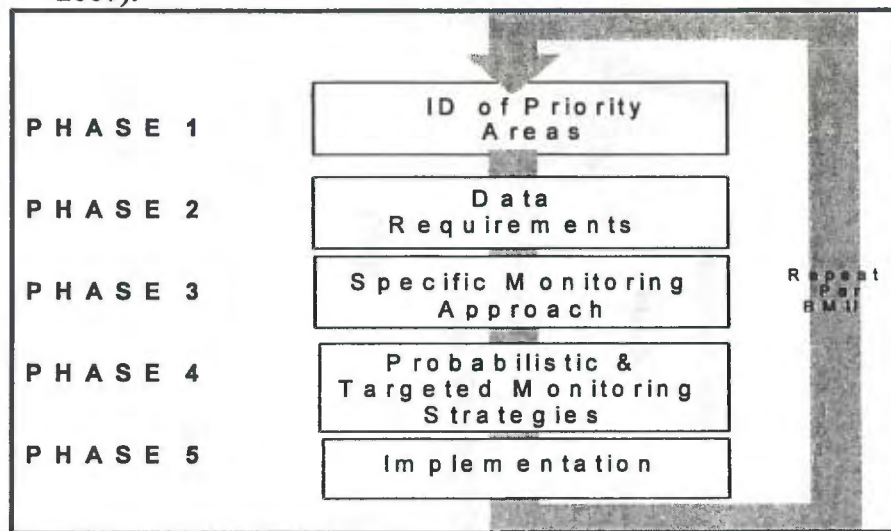 2007).
PHASE 1
ID of Priority
Areas
PHASE 2
Data
Requirements
PHASE 3
Specific Monitoring
Approach
Repeat
Per
BMU
PHASE 4
Probabilistic &
Targeted Monitoring
Strategies
PHASE 5
Implementation